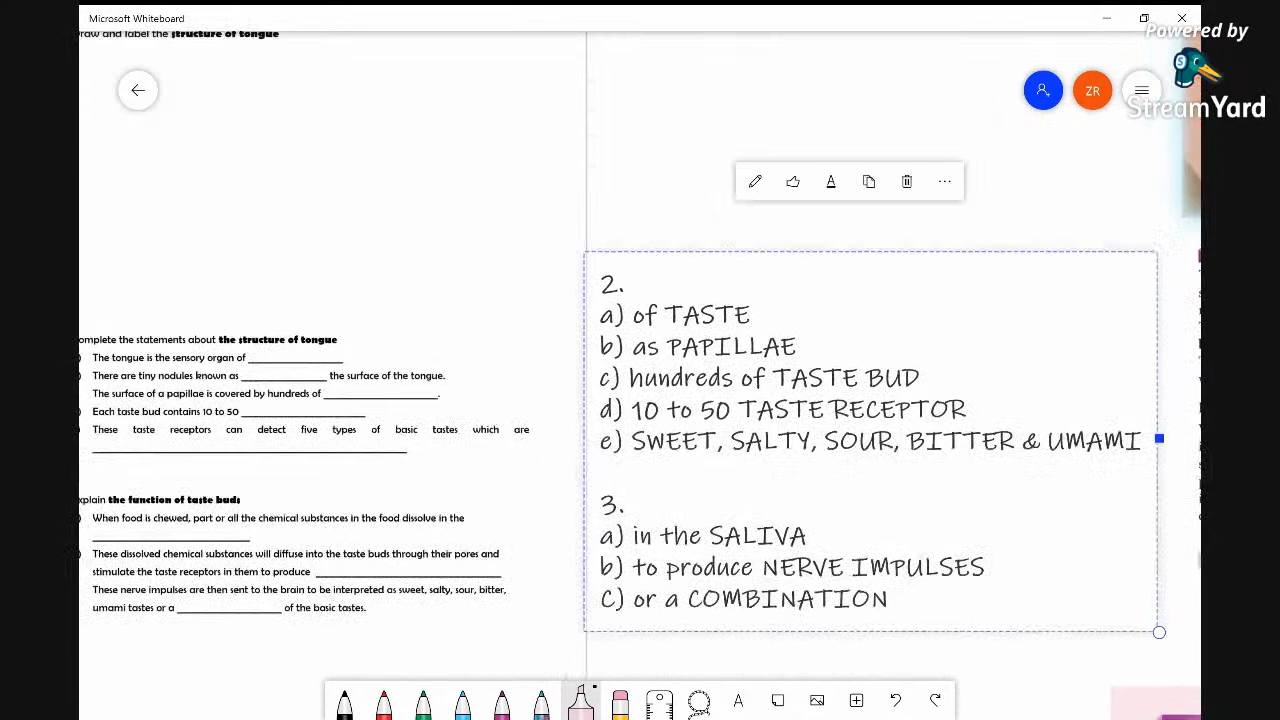 Microsoft Whiteboard
Powered by
StreamYard
raw and label the structure of tongue
ZR
omplete the statements about the structure of tongue
The tongue is the sensory organ of ____________
There are tiny nodules known as ____________ the surface of the tongue.
The surface of a papillae is covered by hundreds of ____________.
Each taste bud contains 10 to 50 ____________
These taste receptors can detect five types of basic tastes which are
____________
xplain the function of taste buds
When food is chewed, part or all the chemical substances in the food dissolve in the
____________
These dissolved chemical substances will diffuse into the taste buds through their pores and
stimulate the taste receptors in them to produce ____________
These nerve impulses are then sent to the brain to be interpreted as sweet, salty, sour, bitter,
umami tastes or a ____________ of the basic tastes.
2.
a) of TASTE
b) as PAPILLAE
c) hundreds of TASTE BUD
d) 10 to 50 TASTE RECEPTOR
e) SWEET, SALTY, SOUR, BITTER & UMAMI
3.
a) in the SALIVA
b) to produce NERVE IMPULSES
C) or a COMBINATION